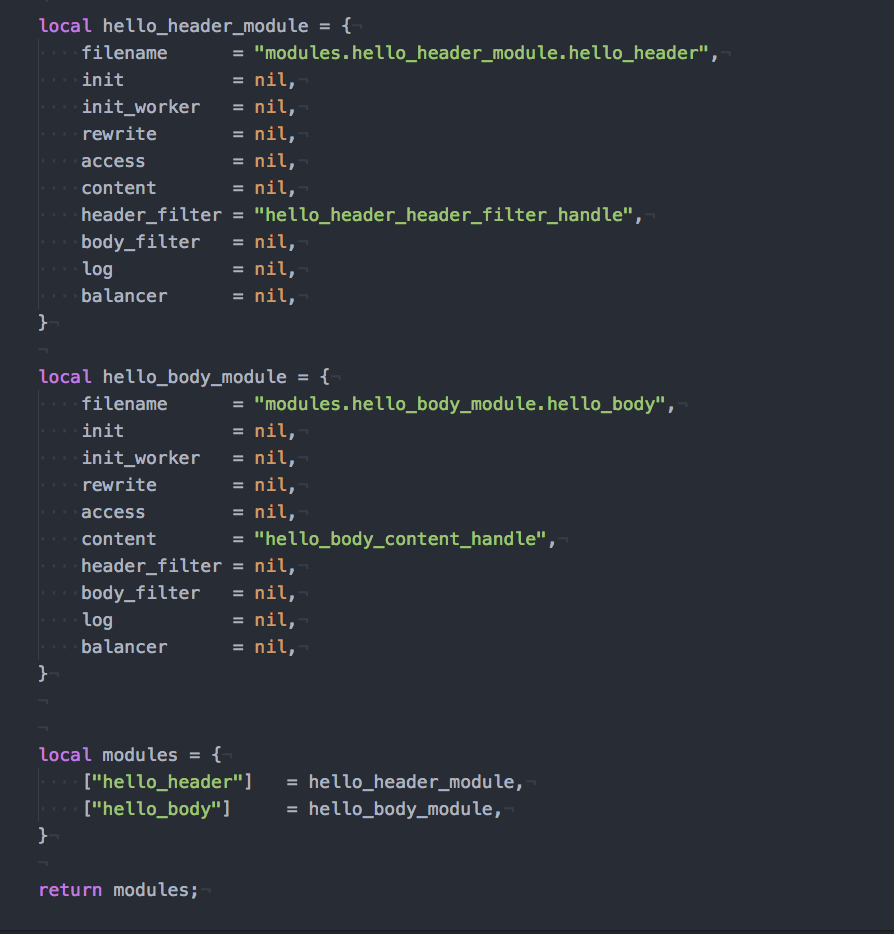 local hello_header_module = {
    filename      = "modules.hello_header_module.hello_header",
    init          = nil,
    init_worker   = nil,
    rewrite       = nil,
    access        = nil,
    content       = nil,
    header_filter = "hello_header_header_filter_handle",
    body_filter   = nil,
    log           = nil,
    balancer      = nil,
}

local hello_body_module = {
    filename      = "modules.hello_body_module.hello_body",
    init          = nil,
    init_worker   = nil,
    rewrite       = nil,
    access        = nil,
    content       = "hello_body_content_handle",
    header_filter = nil,
    body_filter   = nil,
    log           = nil,
    balancer      = nil,
}


local modules = {
    ["hello_header"]   = hello_header_module,
    ["hello_body"]     = hello_body_module,
}

return modules;